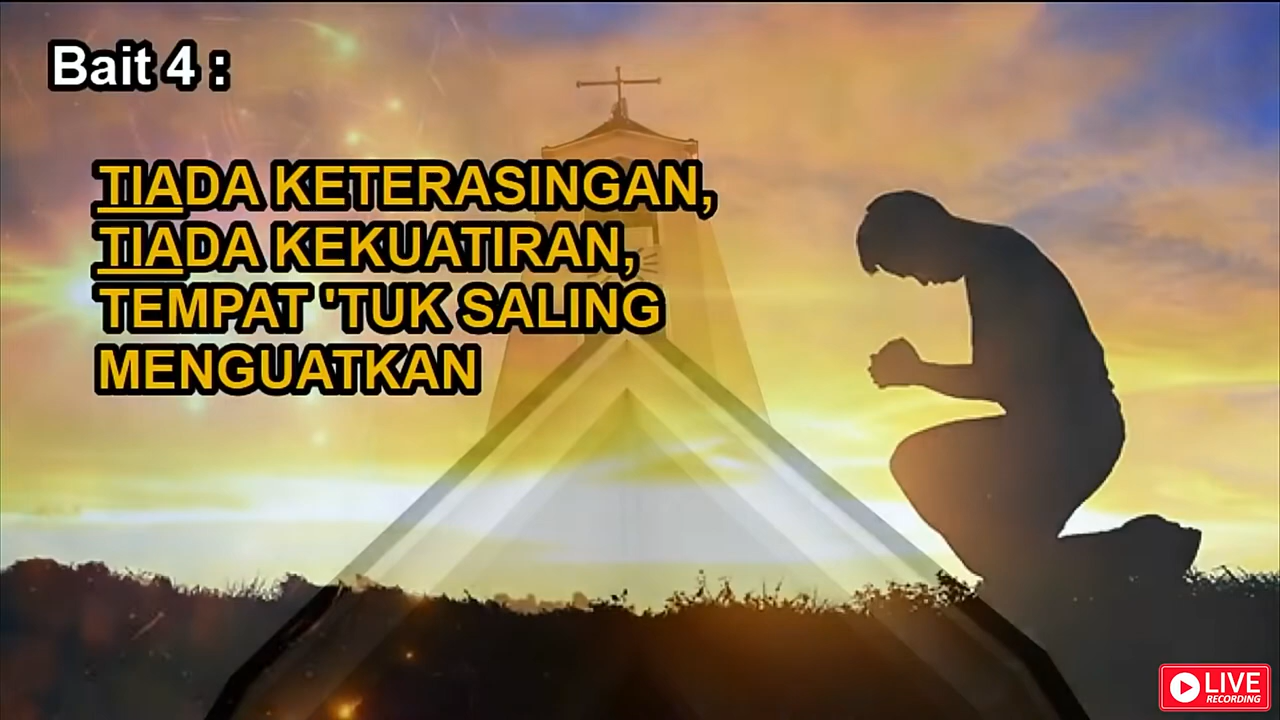 Bait 4 :
TIADA KETERASINGAN,
TIADA KEKUATIRAN,
TEMPAT 'TUK SALING
MENGUATKAN
LIVE
RECORDING